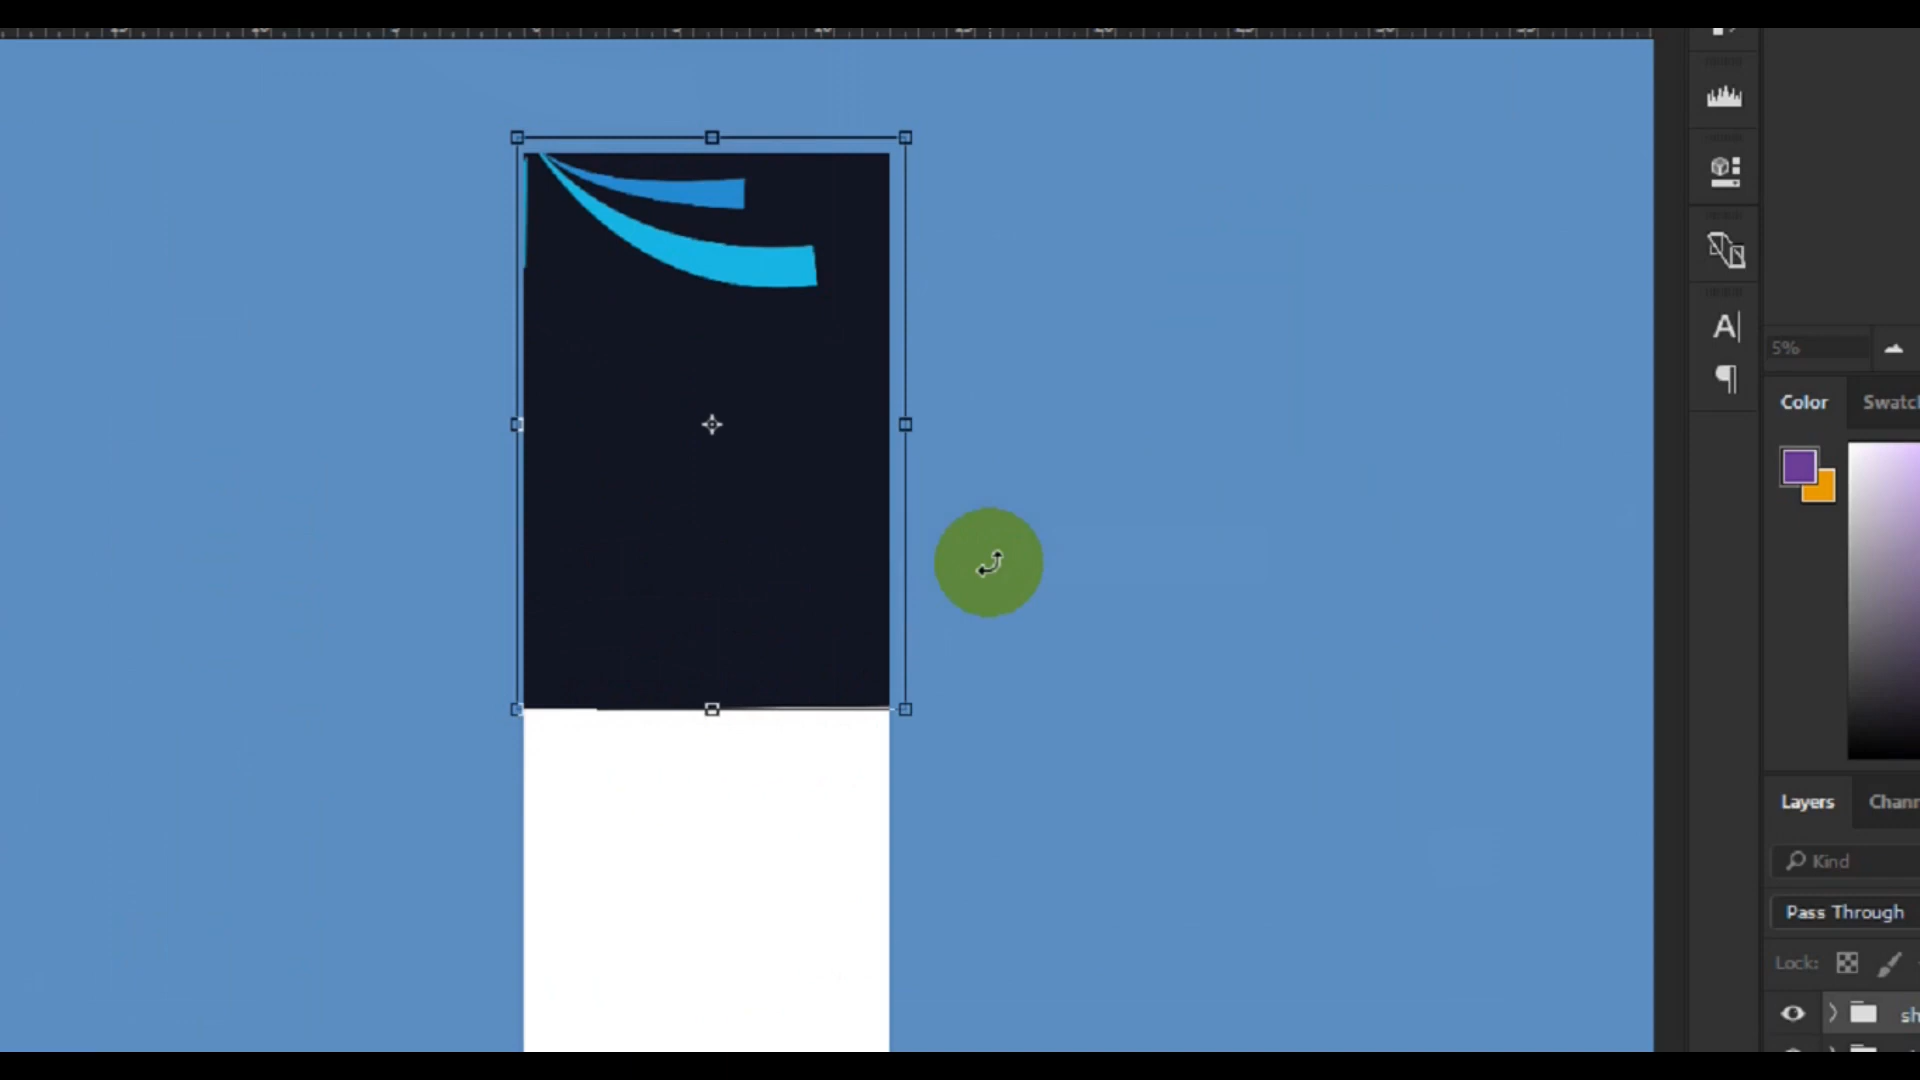 5%
Color Swatc
Layers Chann
Kind
Pass Through
Lock:
sh